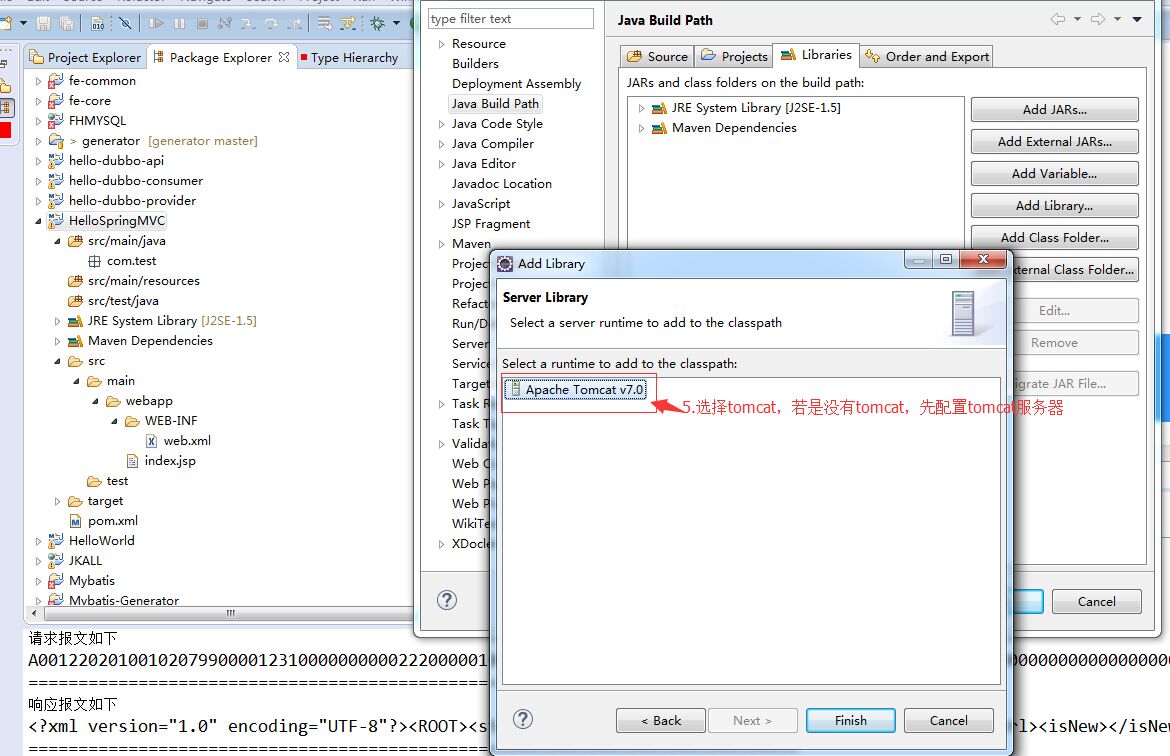 Project Explorer
Package Explorer
Type Hierarchy
fe-common
fe-core
FHMYSQL
> generator [generator master]
hello-dubbo-api
hello-dubbo-consumer
hello-dubbo-provider
HelloSpringMVC
src/main/java
com.test
src/main/resources
src/test/java
JRE System Library [J2SE-1.5]
Maven Dependencies
src
main
webapp
WEB-INF
web.xml
index.jsp
test
target
pom.xml
HelloWorld
JKALL
Mybatis
Mybatis-Generator
type filter text
Resource
Builders
Deployment Assembly
Java Build Path
Java Code Style
Java Compiler
Java Editor
Javadoc Location
JavaScript
JSP Fragment
Maven
Projec
Projec
Refact
Run/D
Server
Service
Target
Task R
Task T
Valida
Web C
Web P
Web P
WikiTe
XDocle
Java Build Path
Source
Projects
Libraries
Order and Export
JARs and class folders on the build path:
JRE System Library [J2SE-1.5]
Maven Dependencies
Add JARs...
Add External JARs...
Add Variable...
Add Library...
Add Class Folder...
ternal Class Folder...
Edit...
Remove
igrate JAR File...
Cancel
Add Library
Server Library
Select a server runtime to add to the classpath
Select a runtime to add to the classpath:
Apache Tomcat v7.0
5.选择tomcat，若是没有tomcat，先配置tomcat服务器
< Back
Next >
Finish
Cancel
请求报文如下
响应报文如下
<?xml version="1.0" encoding="UTF-8"?><ROOT><s
rl><isNew></isNew